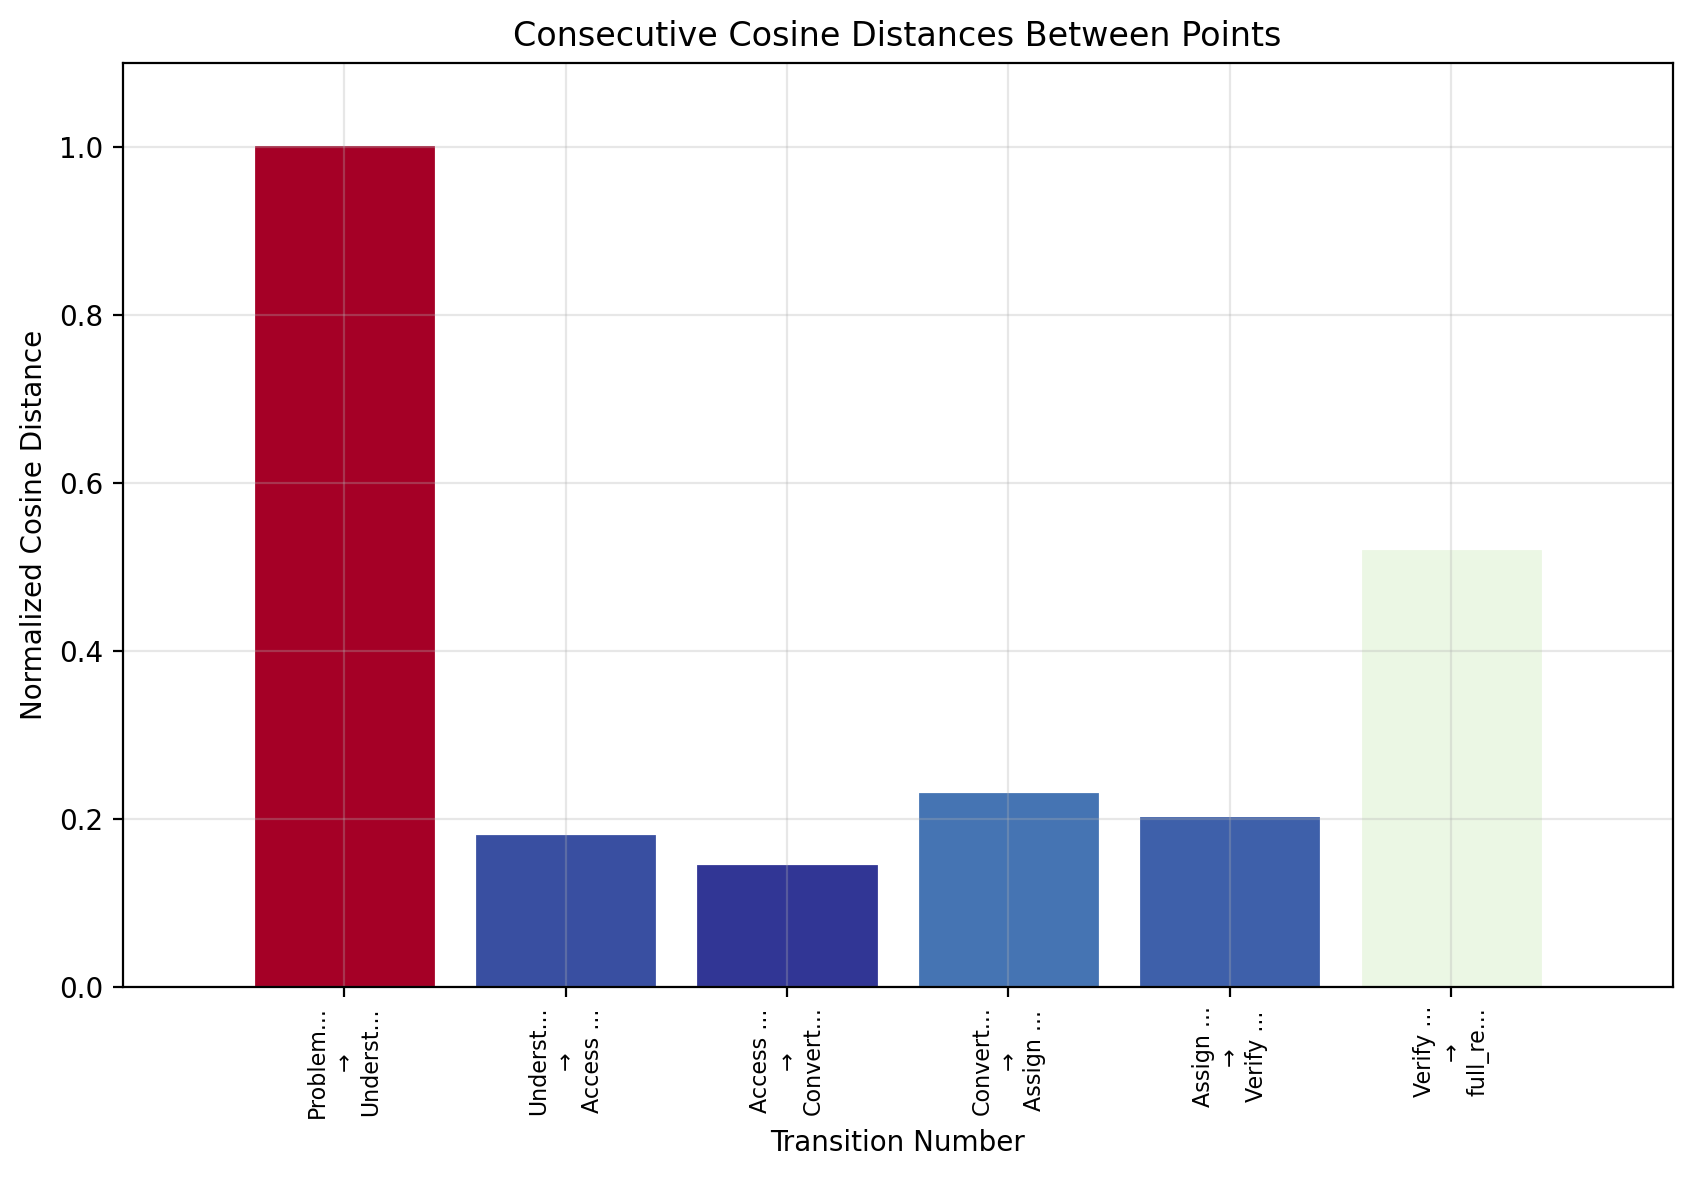 Consecutive Cosine Distances Between Points
Normalized Cosine Distance
1.0
0.8
0.6
0.4
0.2
0.0
Problem...
→
Underst...
Underst...
→
Access ...
Access ...
→
Convert...
Convert...
→
Assign ...
Assign ...
→
Verify ...
Verify ...
→
full_re...
Transition Number